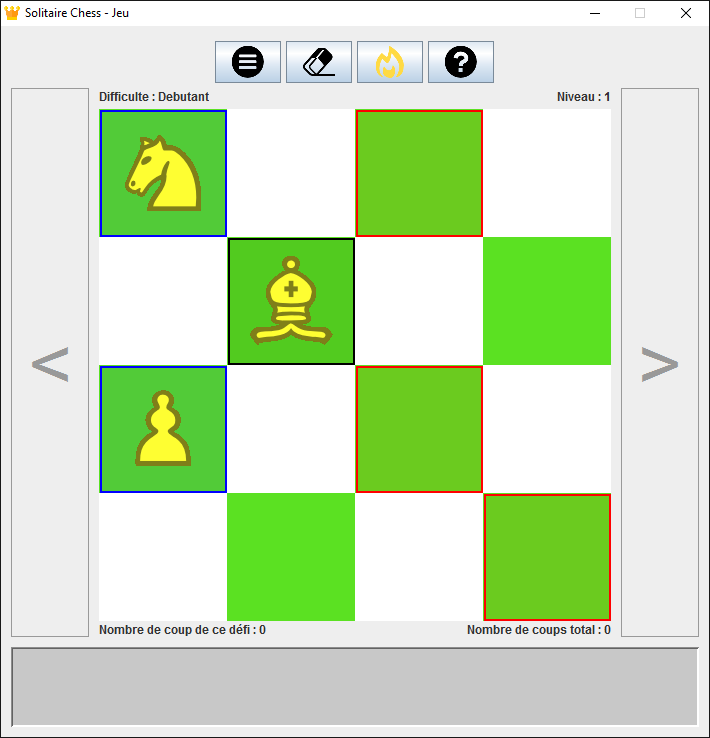 Solitaire Chess - Jeu
?
Difficulte : Debutant
Niveau : 1
<
>
Nombre de coup de ce défi : 0
Nombre de coups total : 0